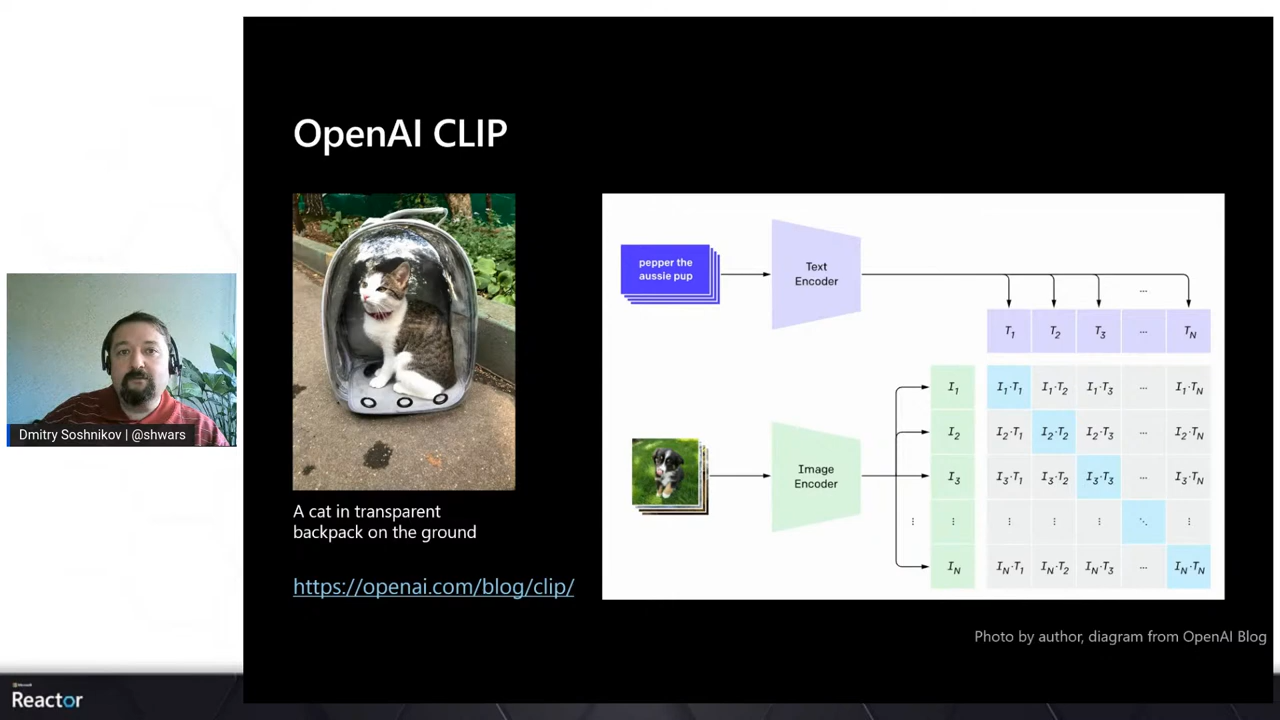 OpenAI CLIP
A cat in transparent
backpack on the ground
https://openai.com/blog/clip/
pepper the
aussie pup
Text
Encoder
...
T1 T2 T3 ... TN
Image
Encoder
I1 I1·T1 I1·T2 I1·T3 ... I1·TN
I2 I2·T1 I2·T2 I2·T3 ... I2·TN
I3 I3·T1 I3·T2 I3·T3 ... I3·TN
⋮ ⋮ ⋮ ⋮ ⋮ ⋱ ⋮
IN IN·T1 IN·T2 IN·T3 ... IN·TN
Photo by author, diagram from OpenAI Blog
Dmitry Soshnikov | @shwars
Microsoft
Reactor